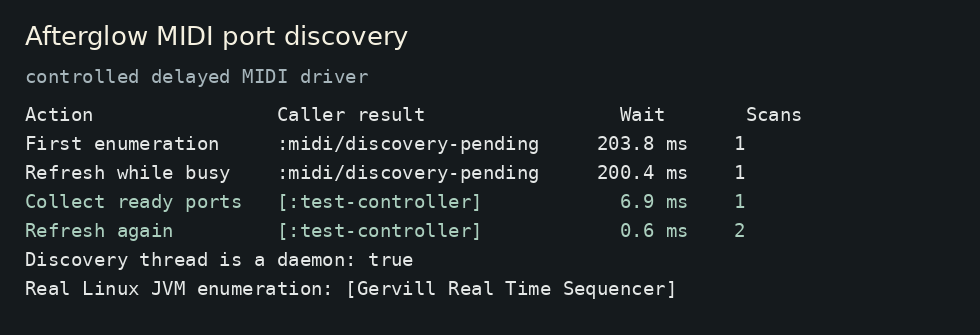 Afterglow MIDI port discovery
controlled delayed MIDI driver
Action Caller result Wait Scans
First enumeration :midi/discovery-pending 203.8 ms 1
Refresh while busy :midi/discovery-pending 200.4 ms 1
Collect ready ports [:test-controller] 6.9 ms 1
Refresh again [:test-controller] 0.6 ms 2
Discovery thread is a daemon: true
Real Linux JVM enumeration: [Gervill Real Time Sequencer]